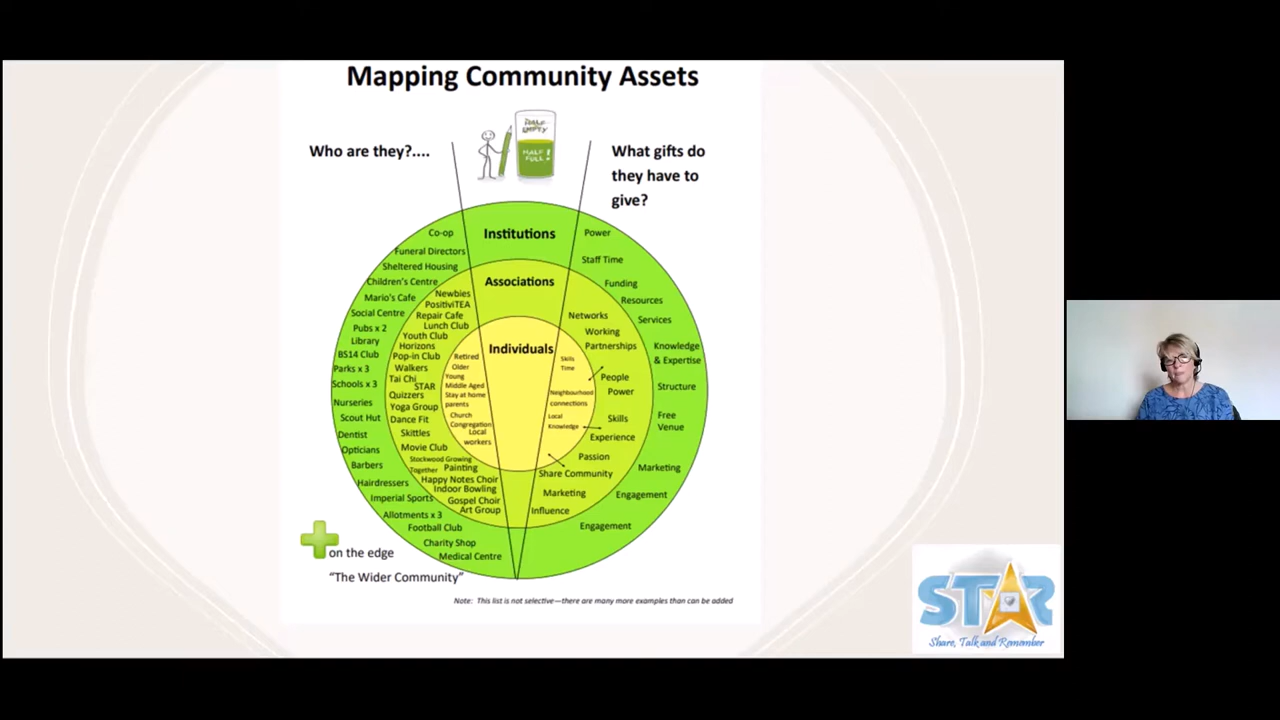 Mapping Community Assets
Who are they?....
HALF
EMPTY
HALF
FULL!
What gifts do
they have to
give?
Institutions
Associations
Individuals
Co-op
Funeral Directors
Sheltered Housing
Children's Centre
Mario's Cafe
Social Centre
Pubs x 2
Library
BS14 Club
Parks x 3
Schools x 3
Nurseries
Scout Hut
Dentist
Opticians
Barbers
Hairdressers
Imperial Sports
Allotments x 3
Football Club
Charity Shop
Medical Centre
Newbies
PositiviTEA
Repair Cafe
Lunch Club
Youth Club
Horizons
Pop-in Club
Walkers
Tai Chi
STAR
Quizzers
Yoga Group
Dance Fit
Skittles
Movie Club
Stockwood Growing
Together
Painting
Happy Notes Choir
Indoor Bowling
Gospel Choir
Art Group
Retired
Older
Young
Middle Aged
Stay at home
parents
Church
Congregation
Local
workers
Skills
Time
Neighbourhood
connections
Local
Knowledge
Networks
Working
Partnerships
People
Power
Skills
Experience
Passion
Share Community
Marketing
Influence
Power
Staff Time
Funding
Resources
Services
Knowledge
& Expertise
Structure
Free
Venue
Marketing
Engagement
Engagement
on the edge
"The Wider Community"
Note: This list is not selective—there are many more examples than can be added
STAR
Share, Talk and Remember